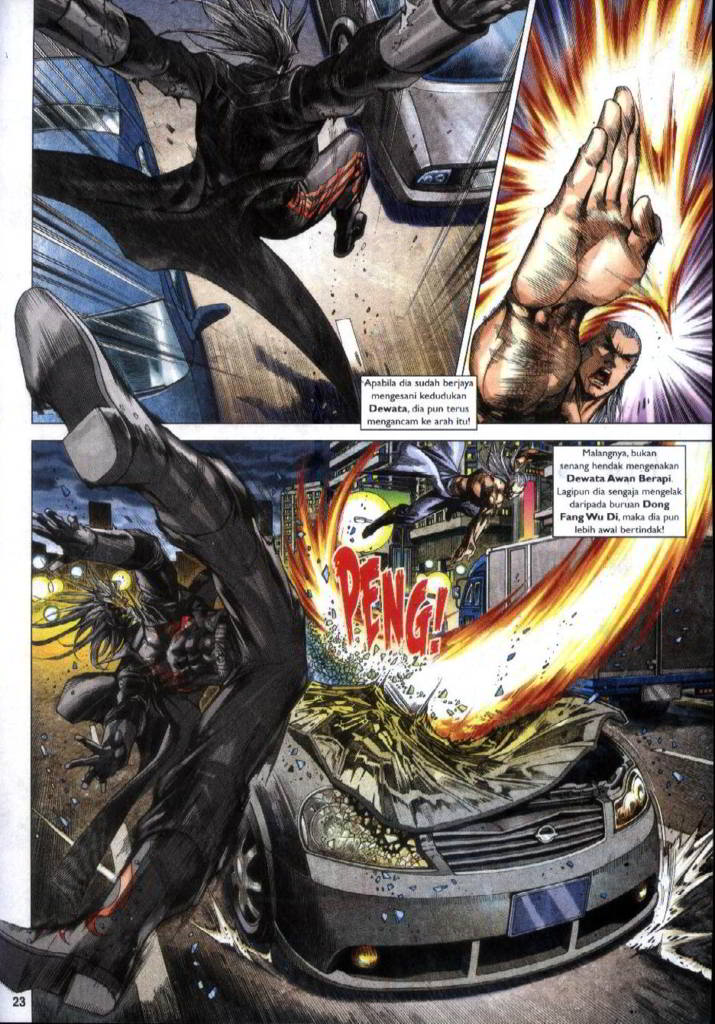 Apabila dia sudah berjaya
mengesani kedudukan
Dewata, dia pun terus
mengancam ke arah itu!
Malangnya, bukan
senang hendak mengenakan
Dewata Awan Berapi.
Lagipun dia sengaja mengelak
daripada buruan Dong
Fang Wu Di, maka dia pun
lebih awal bertindak!
PENG!
23